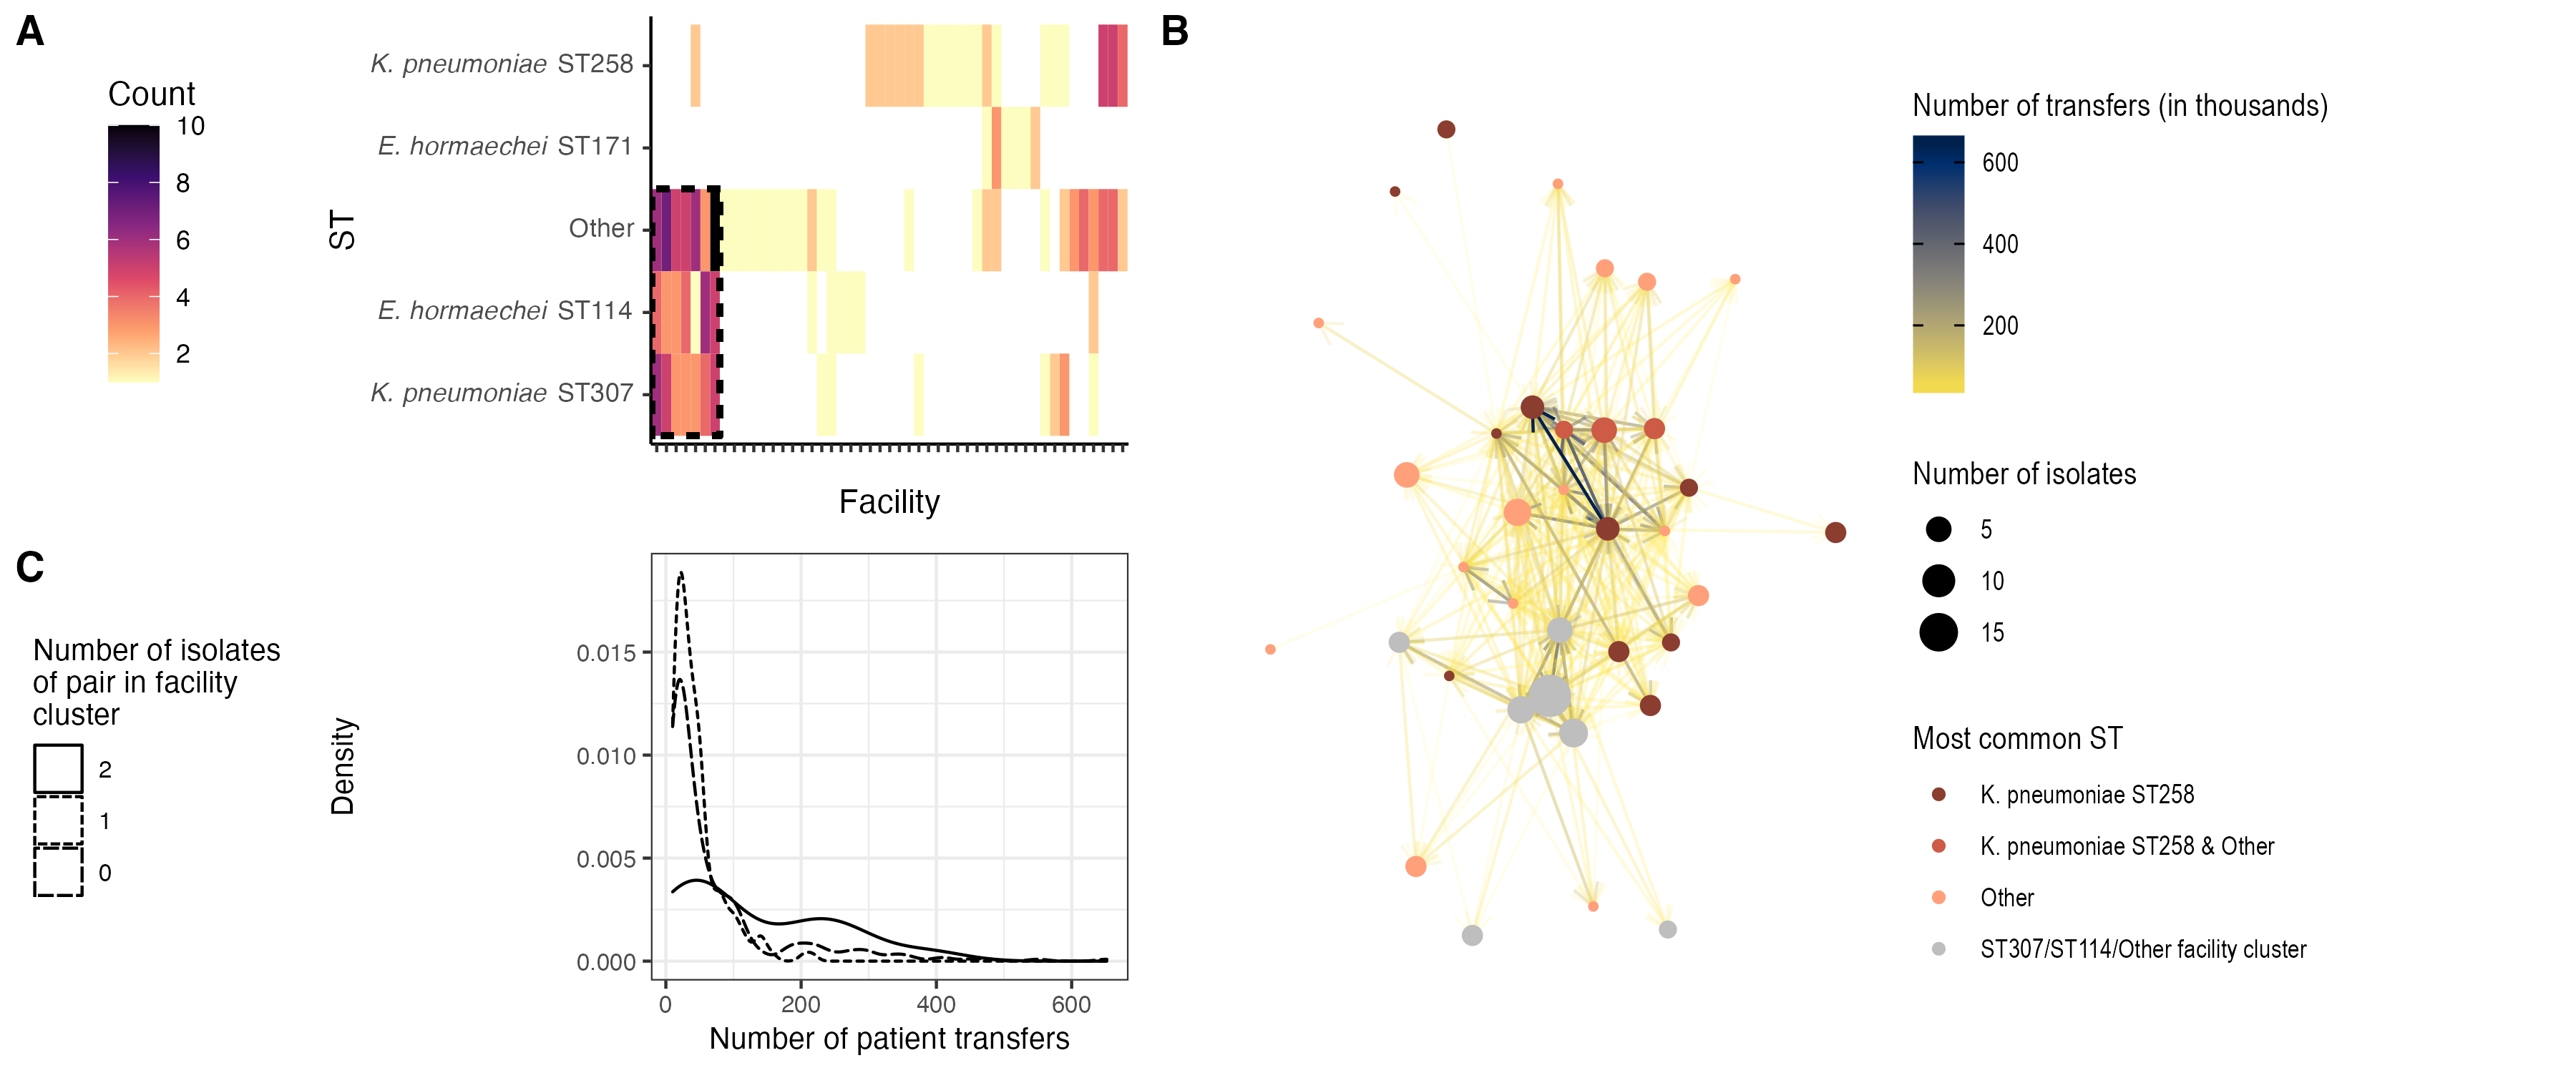 A
Count
10
8
6
4
2
ST
K. pneumoniae ST258
E. hormaechei ST171
Other
E. hormaechei ST114
K. pneumoniae ST307
Facility
B
Number of transfers (in thousands)
600
400
200
Number of isolates
5
10
15
Most common ST
K. pneumoniae ST258
K. pneumoniae ST258 & Other
Other
ST307/ST114/Other facility cluster
C
Number of isolates
of pair in facility
cluster
2
1
0
Density
0.015
0.010
0.005
0.000
0 200 400 600
Number of patient transfers